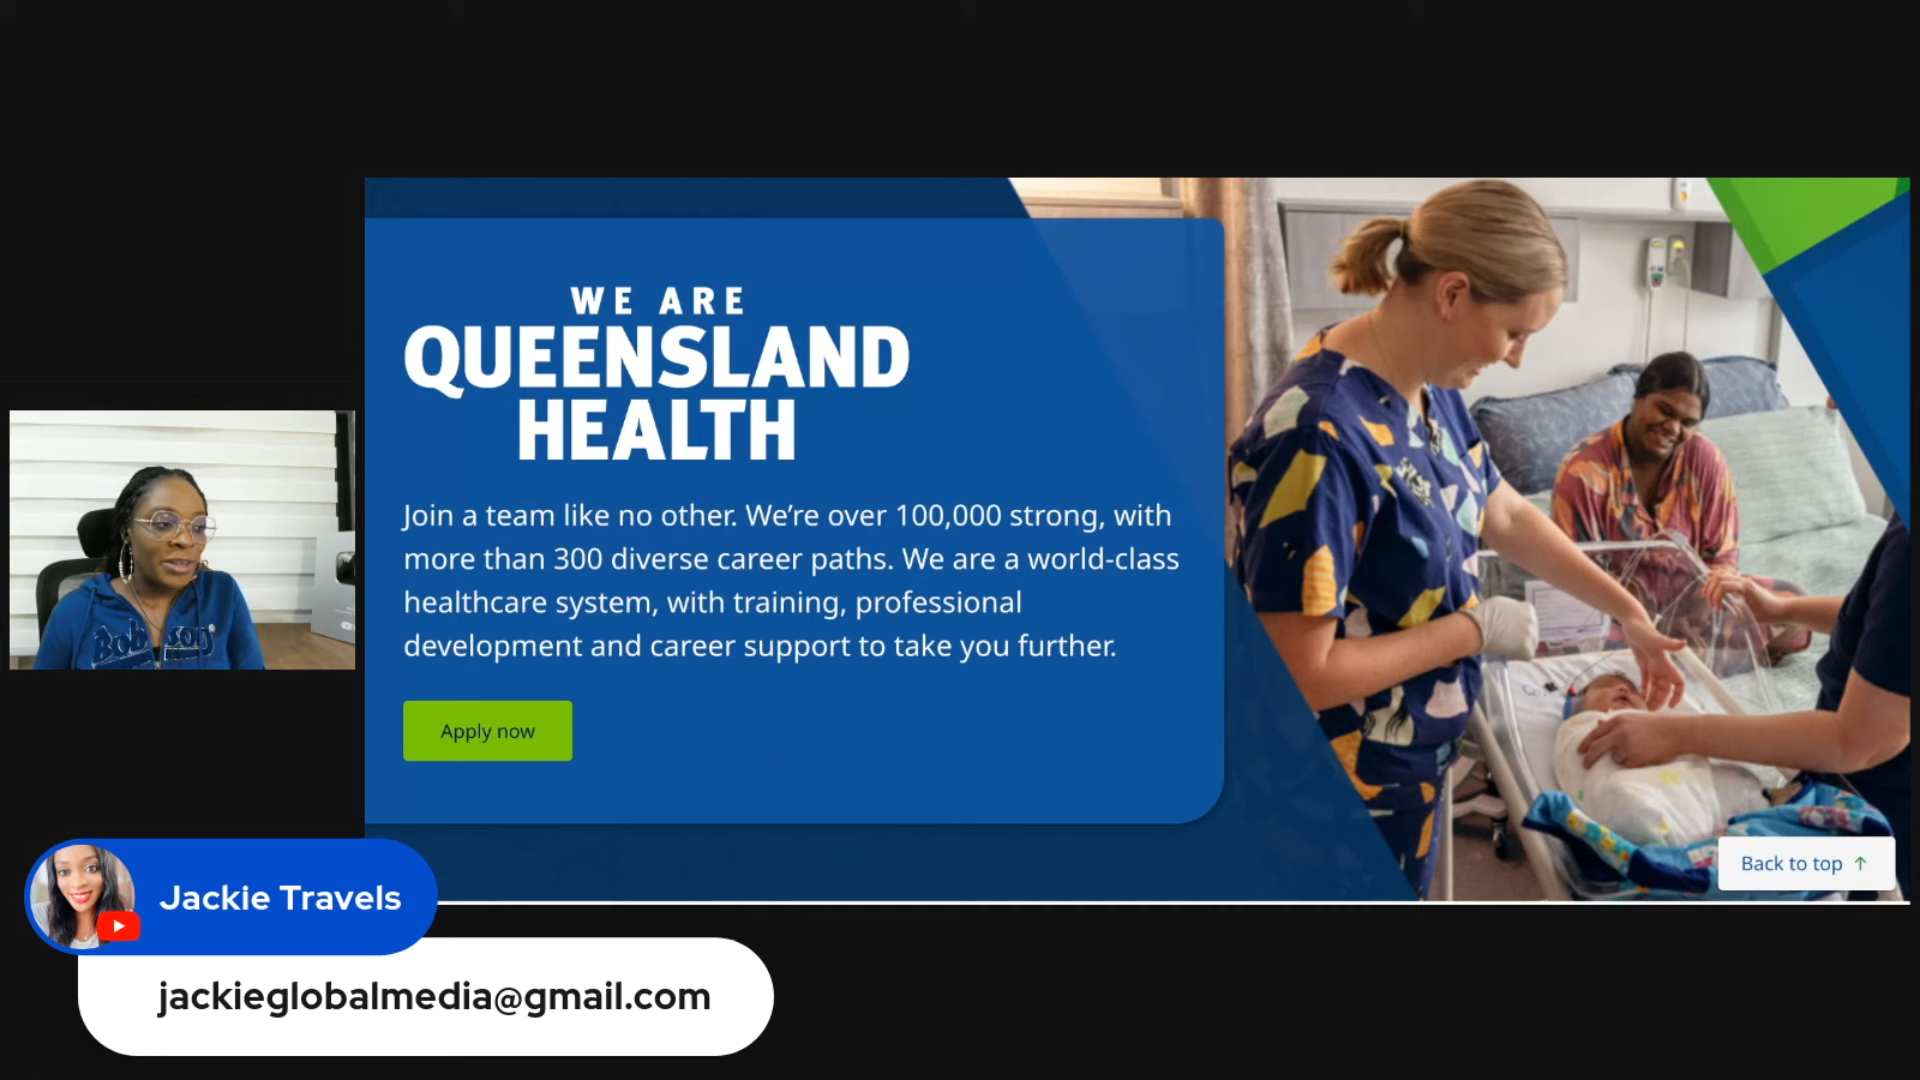 WE ARE
QUEENSLAND
HEALTH
Join a team like no other. We’re over 100,000 strong, with
more than 300 diverse career paths. We are a world-class
healthcare system, with training, professional
development and career support to take you further.
Apply now
Back to top ↑
Jackie Travels
jackieglobalmedia@gmail.com